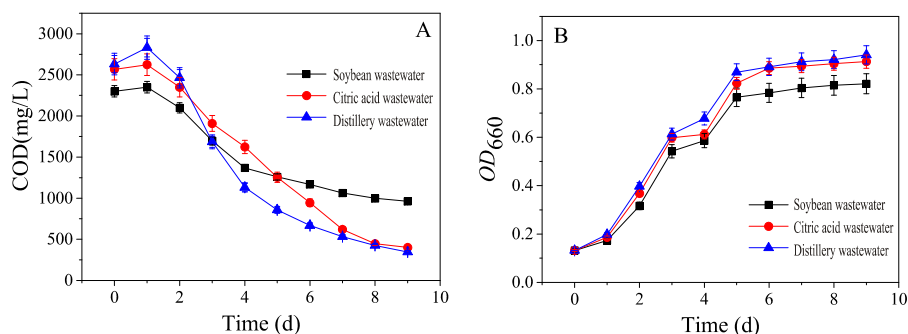 A
3000
2500
2000
1500
1000
500
0
COD(mg/L)
Soybean wastewater
Citric acid wastewater
Distillery wastewater
0 2 4 6 8 10
Time (d)
B
1.0
0.8
0.6
0.4
0.2
0.0
OD660
Soybean wastewater
Citric acid wastewater
Distillery wastewater
0 2 4 6 8 10
Time (d)